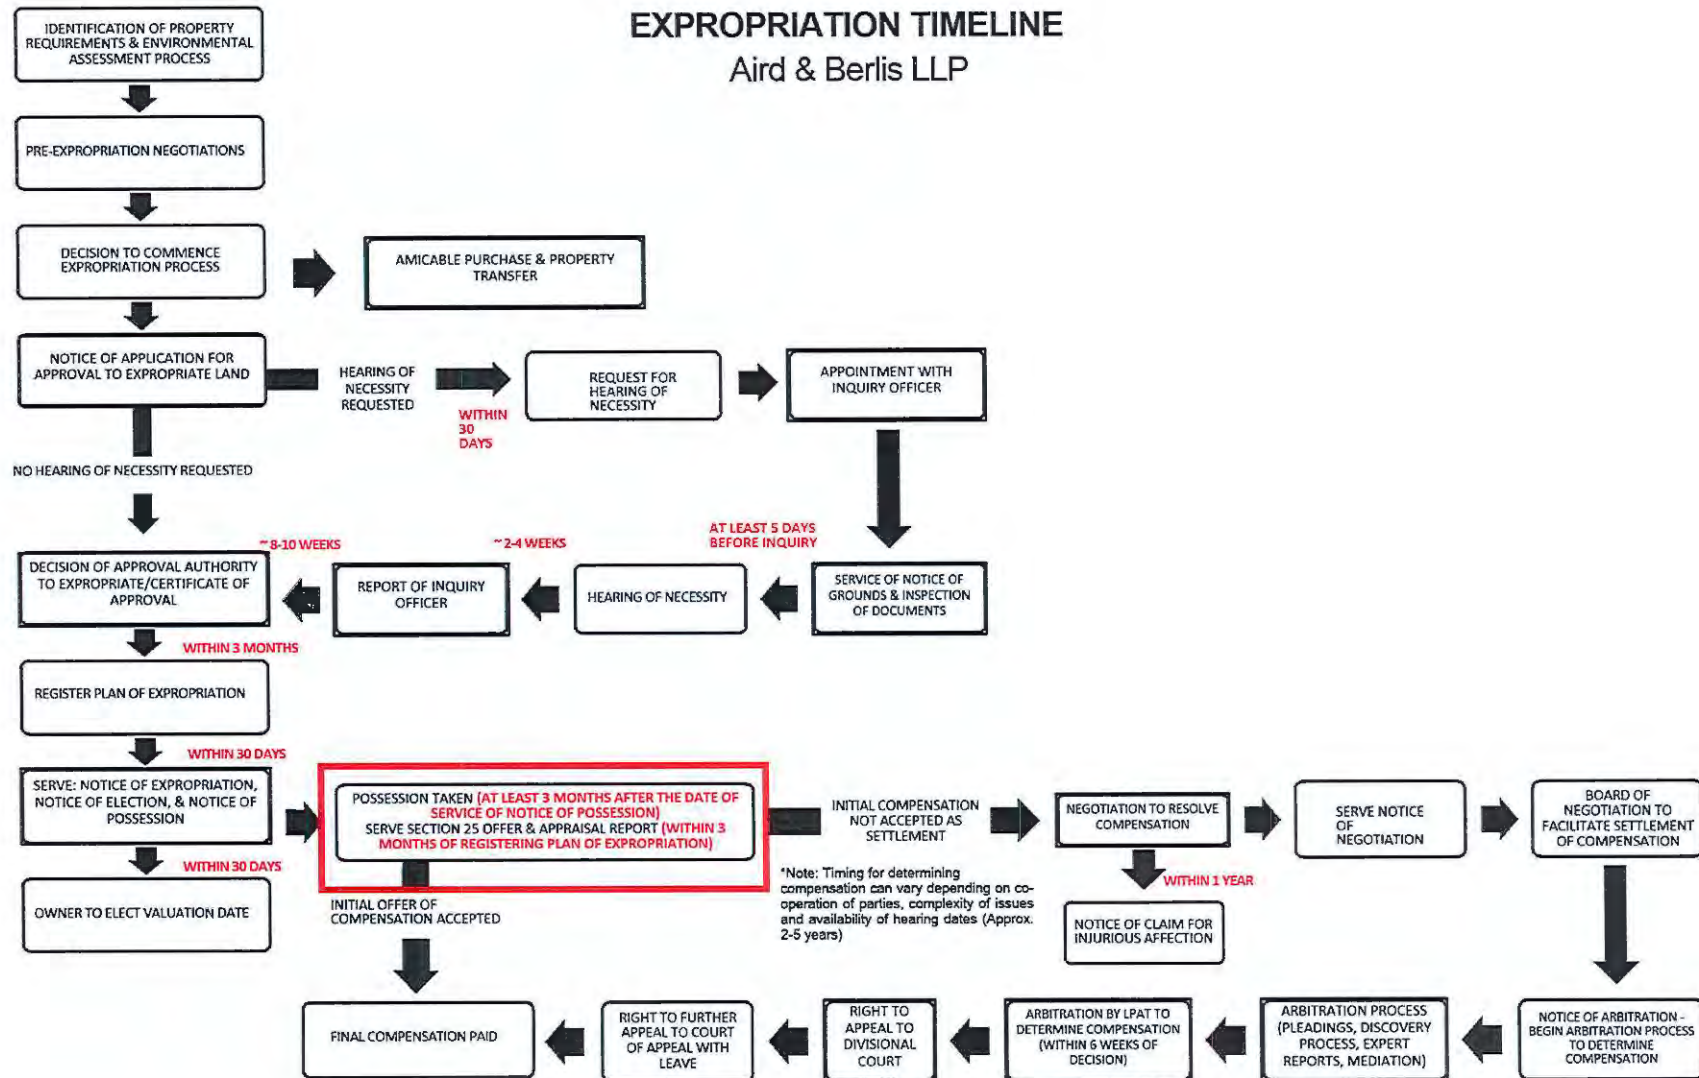 EXPROPRIATION TIMELINE
Aird & Berlis LLP
IDENTIFICATION OF PROPERTY
REQUIREMENTS & ENVIRONMENTAL
ASSESSMENT PROCESS
PRE-EXPROPRIATION NEGOTIATIONS
DECISION TO COMMENCE
EXPROPRIATION PROCESS
AMICABLE PURCHASE & PROPERTY
TRANSFER
NOTICE OF APPLICATION FOR
APPROVAL TO EXPROPRIATE LAND
HEARING OF
NECESSITY
REQUESTED
WITHIN
30
DAYS
REQUEST FOR
HEARING OF
NECESSITY
APPOINTMENT WITH
INQUIRY OFFICER
NO HEARING OF NECESSITY REQUESTED
AT LEAST 5 DAYS
BEFORE INQUIRY
SERVICE OF NOTICE OF
GROUNDS & INSPECTION
OF DOCUMENTS
HEARING OF NECESSITY
~2-4 WEEKS
REPORT OF INQUIRY
OFFICER
~8-10 WEEKS
DECISION OF APPROVAL AUTHORITY
TO EXPROPRIATE/CERTIFICATE OF
APPROVAL
WITHIN 3 MONTHS
REGISTER PLAN OF EXPROPRIATION
WITHIN 30 DAYS
SERVE: NOTICE OF EXPROPRIATION,
NOTICE OF ELECTION, & NOTICE OF
POSSESSION
WITHIN 30 DAYS
OWNER TO ELECT VALUATION DATE
POSSESSION TAKEN (AT LEAST 3 MONTHS AFTER THE DATE OF
SERVICE OF NOTICE OF POSSESSION)
SERVE SECTION 25 OFFER & APPRAISAL REPORT (WITHIN 3
MONTHS OF REGISTERING PLAN OF EXPROPRIATION)
INITIAL OFFER OF
COMPENSATION ACCEPTED
INITIAL COMPENSATION
NOT ACCEPTED AS
SETTLEMENT
*Note: Timing for determining
compensation can vary depending on co-
operation of parties, complexity of issues
and availability of hearing dates (Approx.
2-5 years)
NEGOTIATION TO RESOLVE
COMPENSATION
WITHIN 1 YEAR
NOTICE OF CLAIM FOR
INJURIOUS AFFECTION
SERVE NOTICE
OF
NEGOTIATION
BOARD OF
NEGOTIATION TO
FACILITATE SETTLEMENT
OF COMPENSATION
NOTICE OF ARBITRATION -
BEGIN ARBITRATION PROCESS
TO DETERMINE
COMPENSATION
ARBITRATION PROCESS
(PLEADINGS, DISCOVERY
PROCESS, EXPERT
REPORTS, MEDIATION)
ARBITRATION BY LPAT TO
DETERMINE COMPENSATION
(WITHIN 6 WEEKS OF
DECISION)
RIGHT TO
APPEAL TO
DIVISIONAL
COURT
RIGHT TO FURTHER
APPEAL TO COURT
OF APPEAL WITH
LEAVE
FINAL COMPENSATION PAID